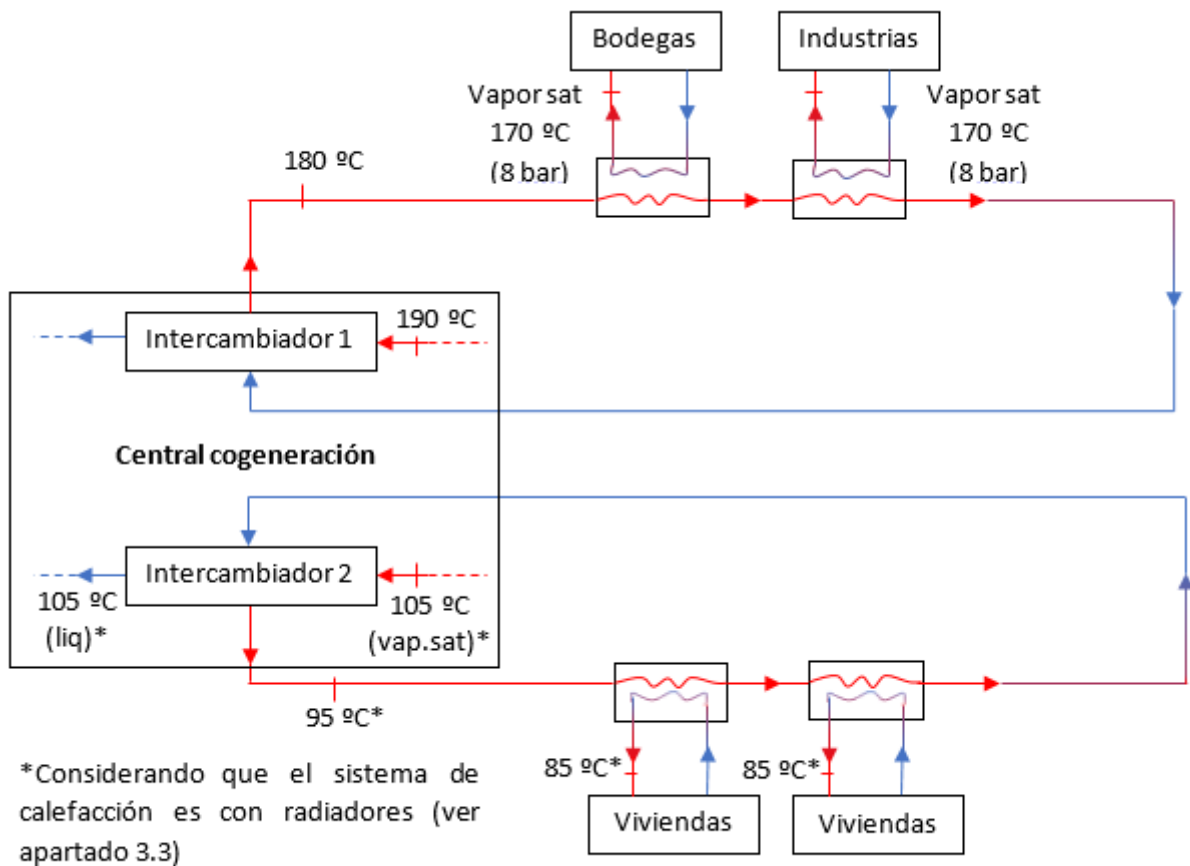 Bodegas
Industrias
Vapor sat
170 ºC
(8 bar)
Vapor sat
170 ºC
(8 bar)
180 ºC
Intercambiador 1
190 ºC
Central cogeneración
Intercambiador 2
105 ºC
(liq)*
105 ºC
(vap.sat)*
95 ºC*
85 ºC*
85 ºC*
Viviendas
Viviendas
*Considerando que el sistema de
calefacción es con radiadores (ver
apartado 3.3)